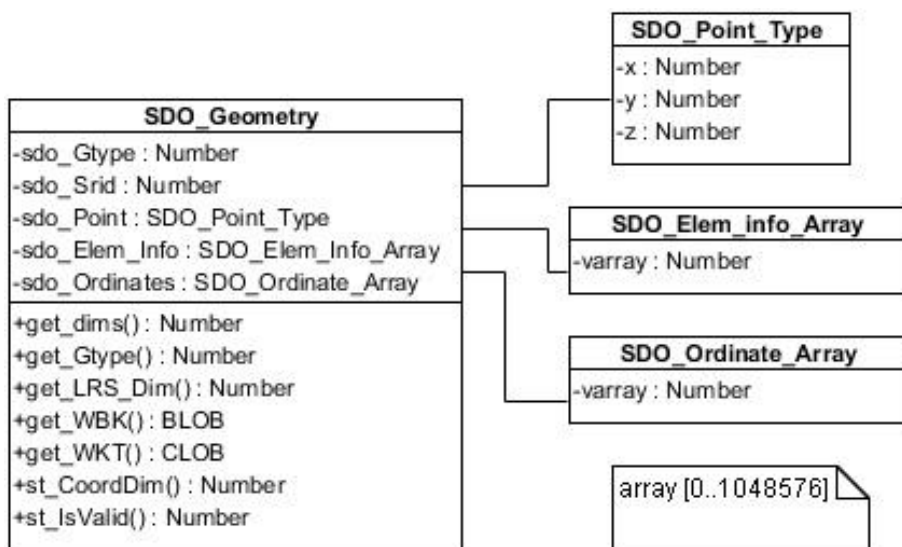 SDO_Point_Type
-x : Number
-y : Number
-z : Number
SDO_Geometry
-sdo_Gtype : Number
-sdo_Srid : Number
-sdo_Point : SDO_Point_Type
-sdo_Elem_Info : SDO_Elem_Info_Array
-sdo_Ordinates : SDO_Ordinate_Array
+get_dims() : Number
+get_Gtype() : Number
+get_LRS_Dim() : Number
+get_WBK() : BLOB
+get_WKT() : CLOB
+st_CoordDim() : Number
+st_IsValid() : Number
SDO_Elem_info_Array
-varray : Number
SDO_Ordinate_Array
-varray : Number
array [0..1048576]